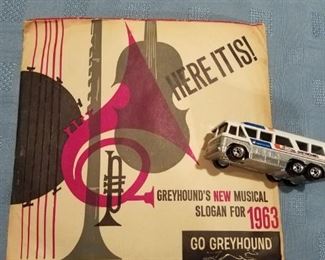 HERE IT IS!
GREYHOUND'S NEW MUSICAL
SLOGAN FOR 1963
GO GREYHOUND